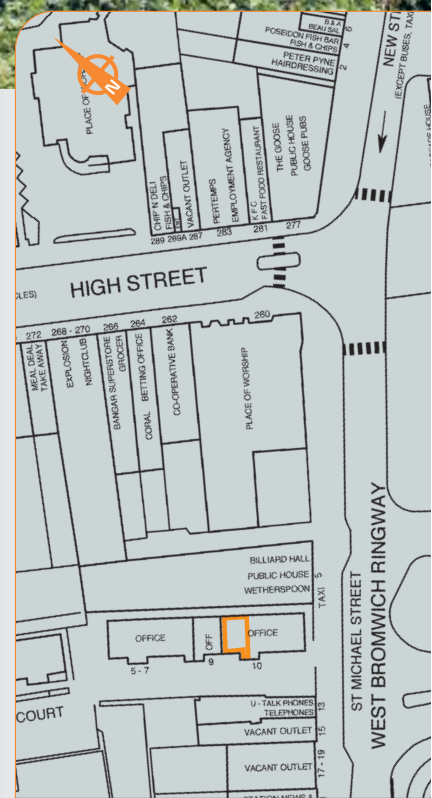 B & A
BEAU SAL
6
POSEIDON FISH BAR
FISH & CHIPS
4
PETER PYNE
HAIRDRESSING
2
NEW ST
(EXCEPT BUSES, TAXI
PLACE OF
N
CHIP 'N' DELI
FISH & CHIPS
VACANT OUTLET
PERTEMPS
EMPLOYMENT AGENCY
K F C
FAST FOOD RESTAURANT
THE GOOSE
PUBLIC HOUSE
GOOSE PUBS
289 289A 287 283 281 277
HIGH STREET
CLES)
272 268 - 270 266 264 262 260
MEAL DEAL
TAKE AWAY
EXPLOSION
NIGHTCLUB
BANGAR SUPERSTORE
GROCER
CORAL BETTING OFFICE
CO-OPERATIVE BANK
PLACE OF WORSHIP
BILLIARD HALL
PUBLIC HOUSE
WETHERSPOON
5
TAXI
OFFICE
OFF
OFFICE
5 - 7
9
10
ST MICHAEL STREET
WEST BROMWICH RINGWAY
COURT
U - TALK PHONES
TELEPHONES
13
VACANT OUTLET
15
VACANT OUTLET
17 - 19
STATION NEWS &